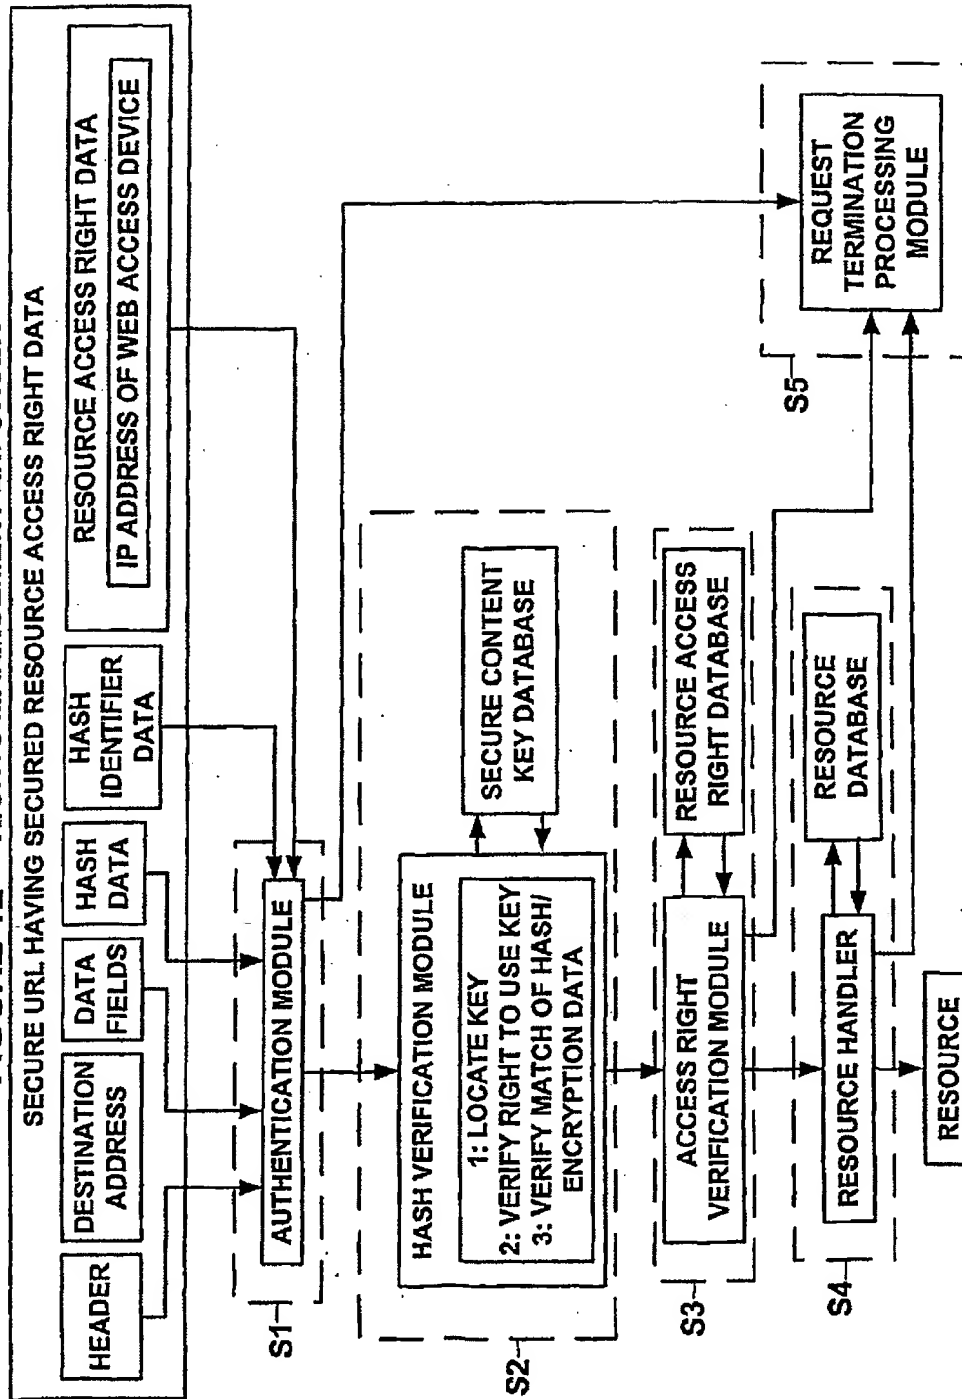 SECURE URL HAVING SECURED RESOURCE ACCESS RIGHT DATA
HEADER
DESTINATION
ADDRESS
DATA
FIELDS
HASH
DATA
HASH
IDENTIFIER
DATA
RESOURCE ACCESS RIGHT DATA
IP ADDRESS OF WEB ACCESS DEVICE
S1
AUTHENTICATION MODULE
S2
HASH VERIFICATION MODULE
1: LOCATE KEY
2: VERIFY RIGHT TO USE KEY
3: VERIFY MATCH OF HASH/
ENCRYPTION DATA
SECURE CONTENT
KEY DATABASE
S3
ACCESS RIGHT
VERIFICATION MODULE
RESOURCE ACCESS
RIGHT DATABASE
S4
RESOURCE HANDLER
RESOURCE
DATABASE
S5
REQUEST
TERMINATION
PROCESSING
MODULE
RESOURCE